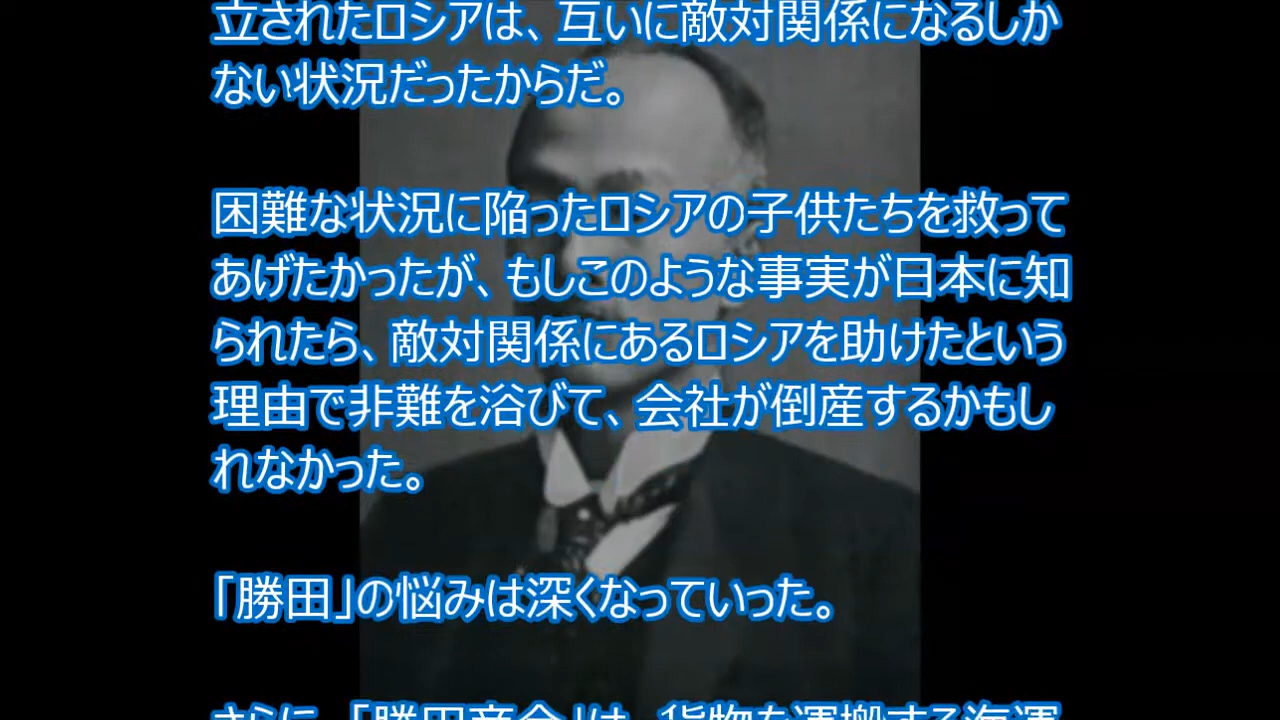 立されたロシアは、互いに敵対関係になるしか
ない状況だったからだ。
困難な状況に陥ったロシアの子供たちを救って
あげたかったが、もしこのような事実が日本に知
られたら、敵対関係にあるロシアを助けたという
理由で非難を浴びて、会社が倒産するかもし
れなかった。
「勝田」の悩みは深くなっていった。
さらに、「勝田